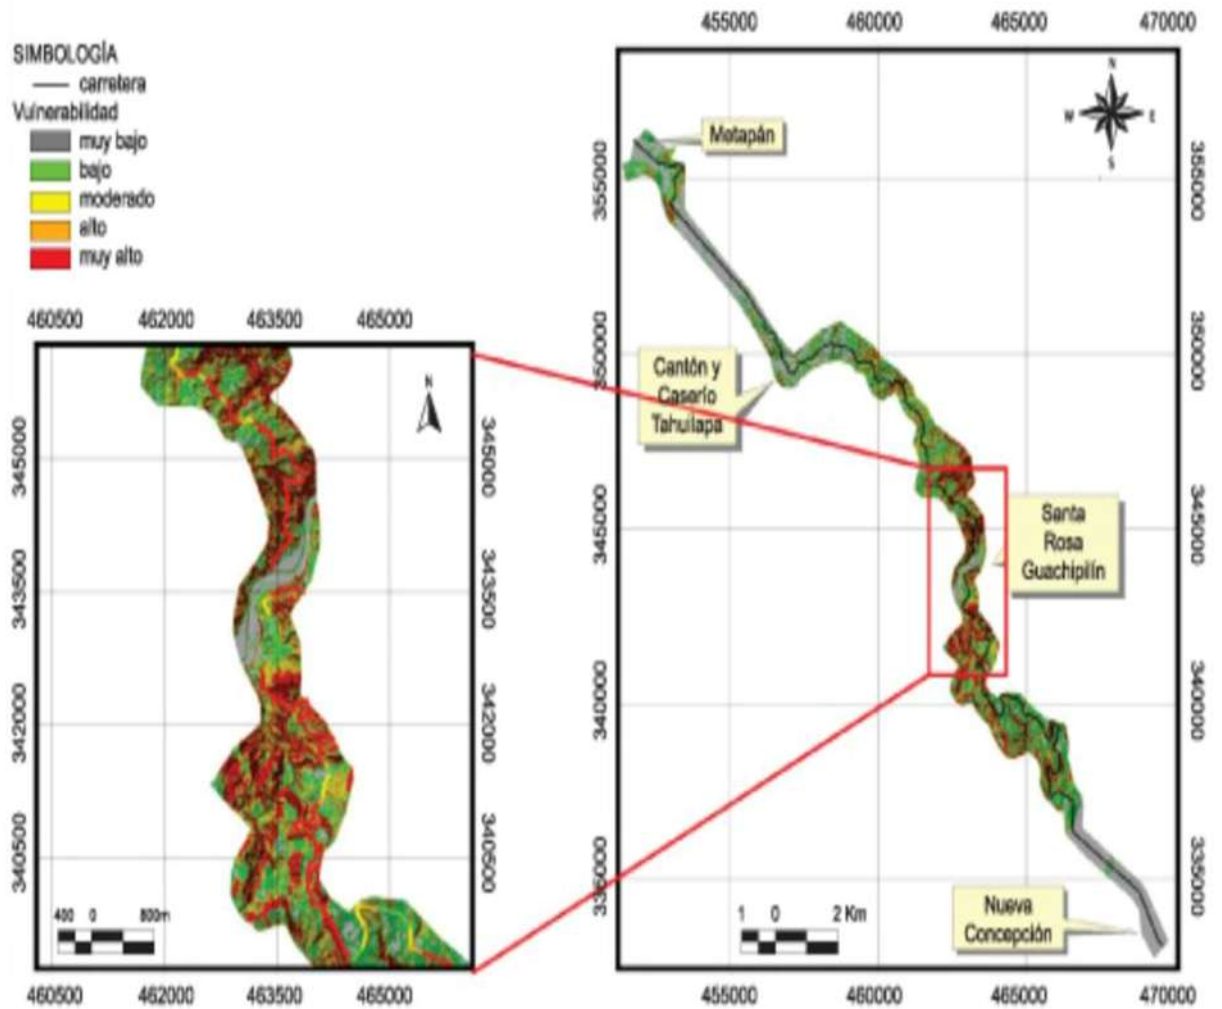 SIMBOLOGÍA
carretera
Vulnerabilidad
muy bajo
bajo
moderado
alto
muy alto
460500 462000 463500 465000
345000
343500
342000
340500
N
345000
343500
342000
340500
400 0 800m
460500 462000 463500 465000
455000 460000 465000 470000
355000
350000
345000
340000
335000
N
W E
S
Metapán
Cantón y
Caserío
Tahuilapa
Santa
Rosa
Guachipilín
Nueva
Concepción
1 0 2 Km
355000
350000
345000
340000
335000
455000 460000 465000 470000